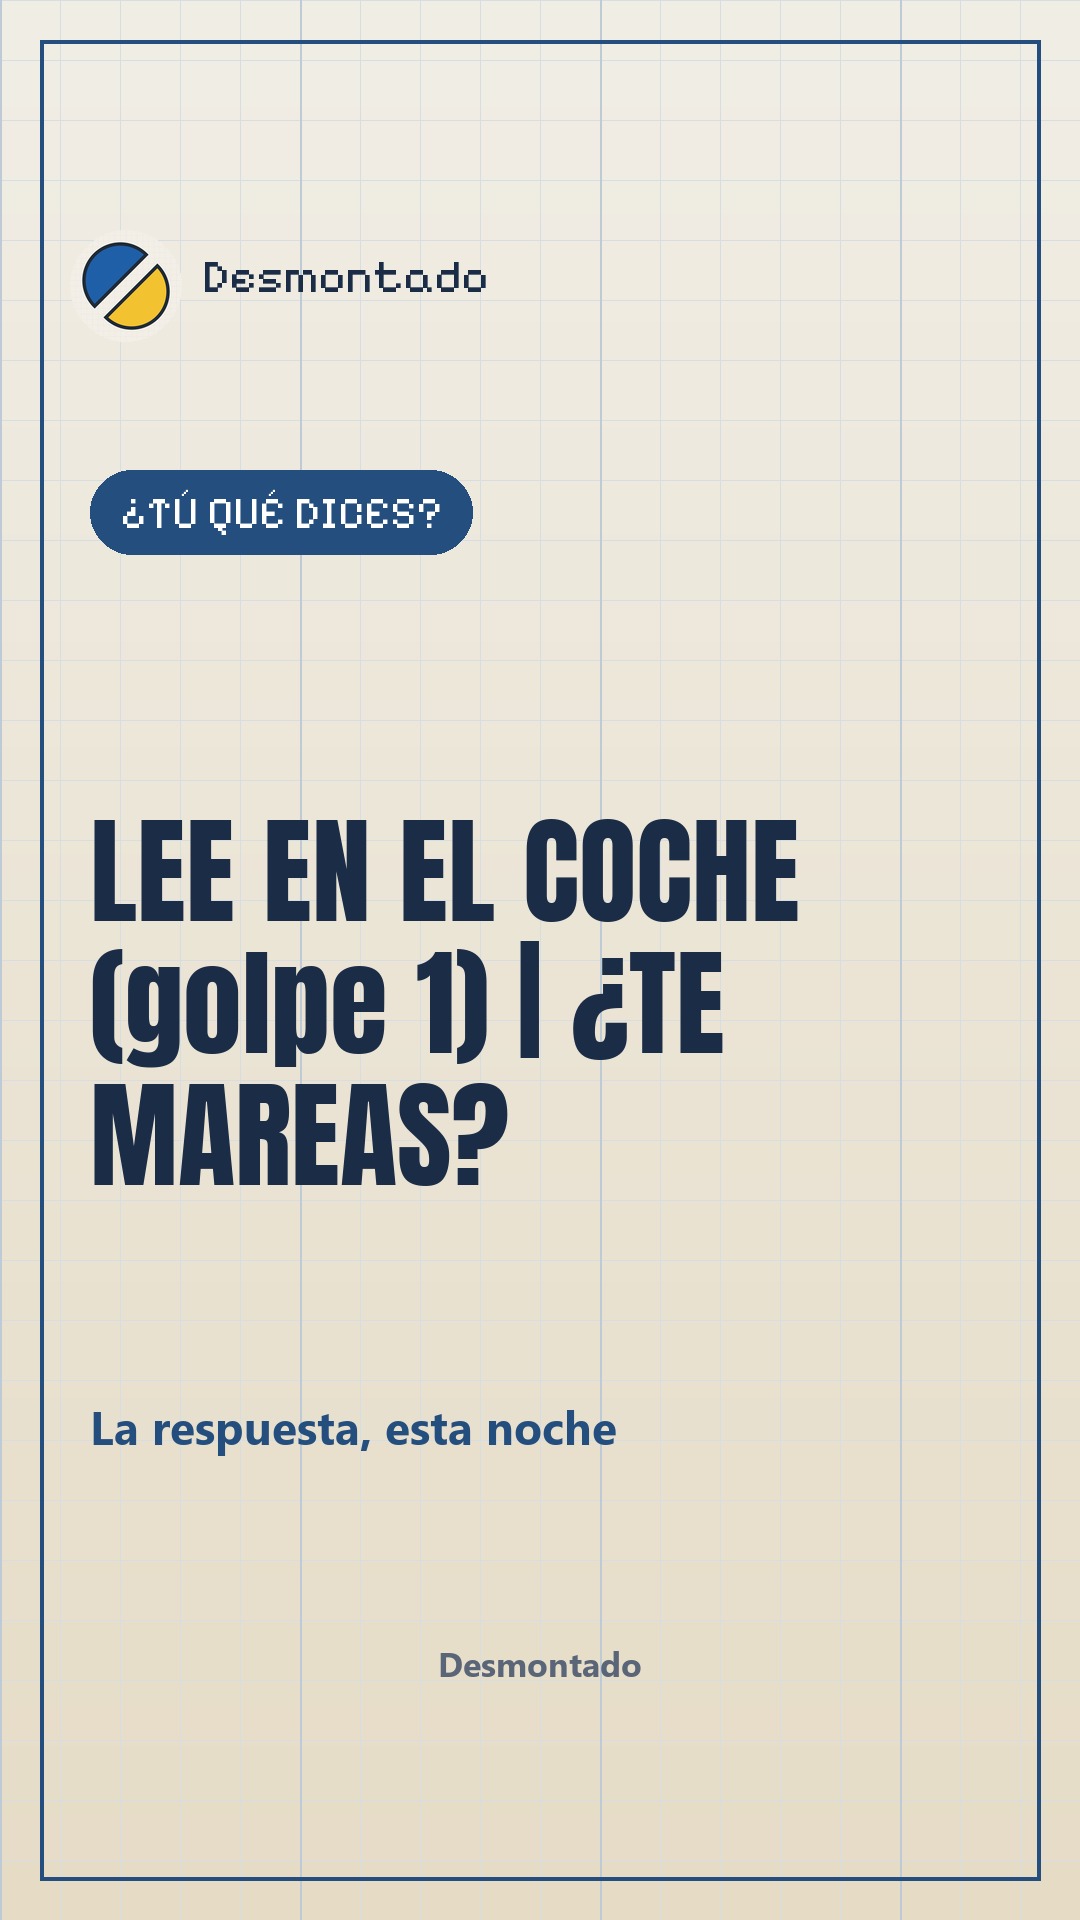 Desmontado
¿TÚ QUÉ DICES?
LEE EN EL COCHE
(golpe 1) | ¿TE
MAREAS?
La respuesta, esta noche
Desmontado